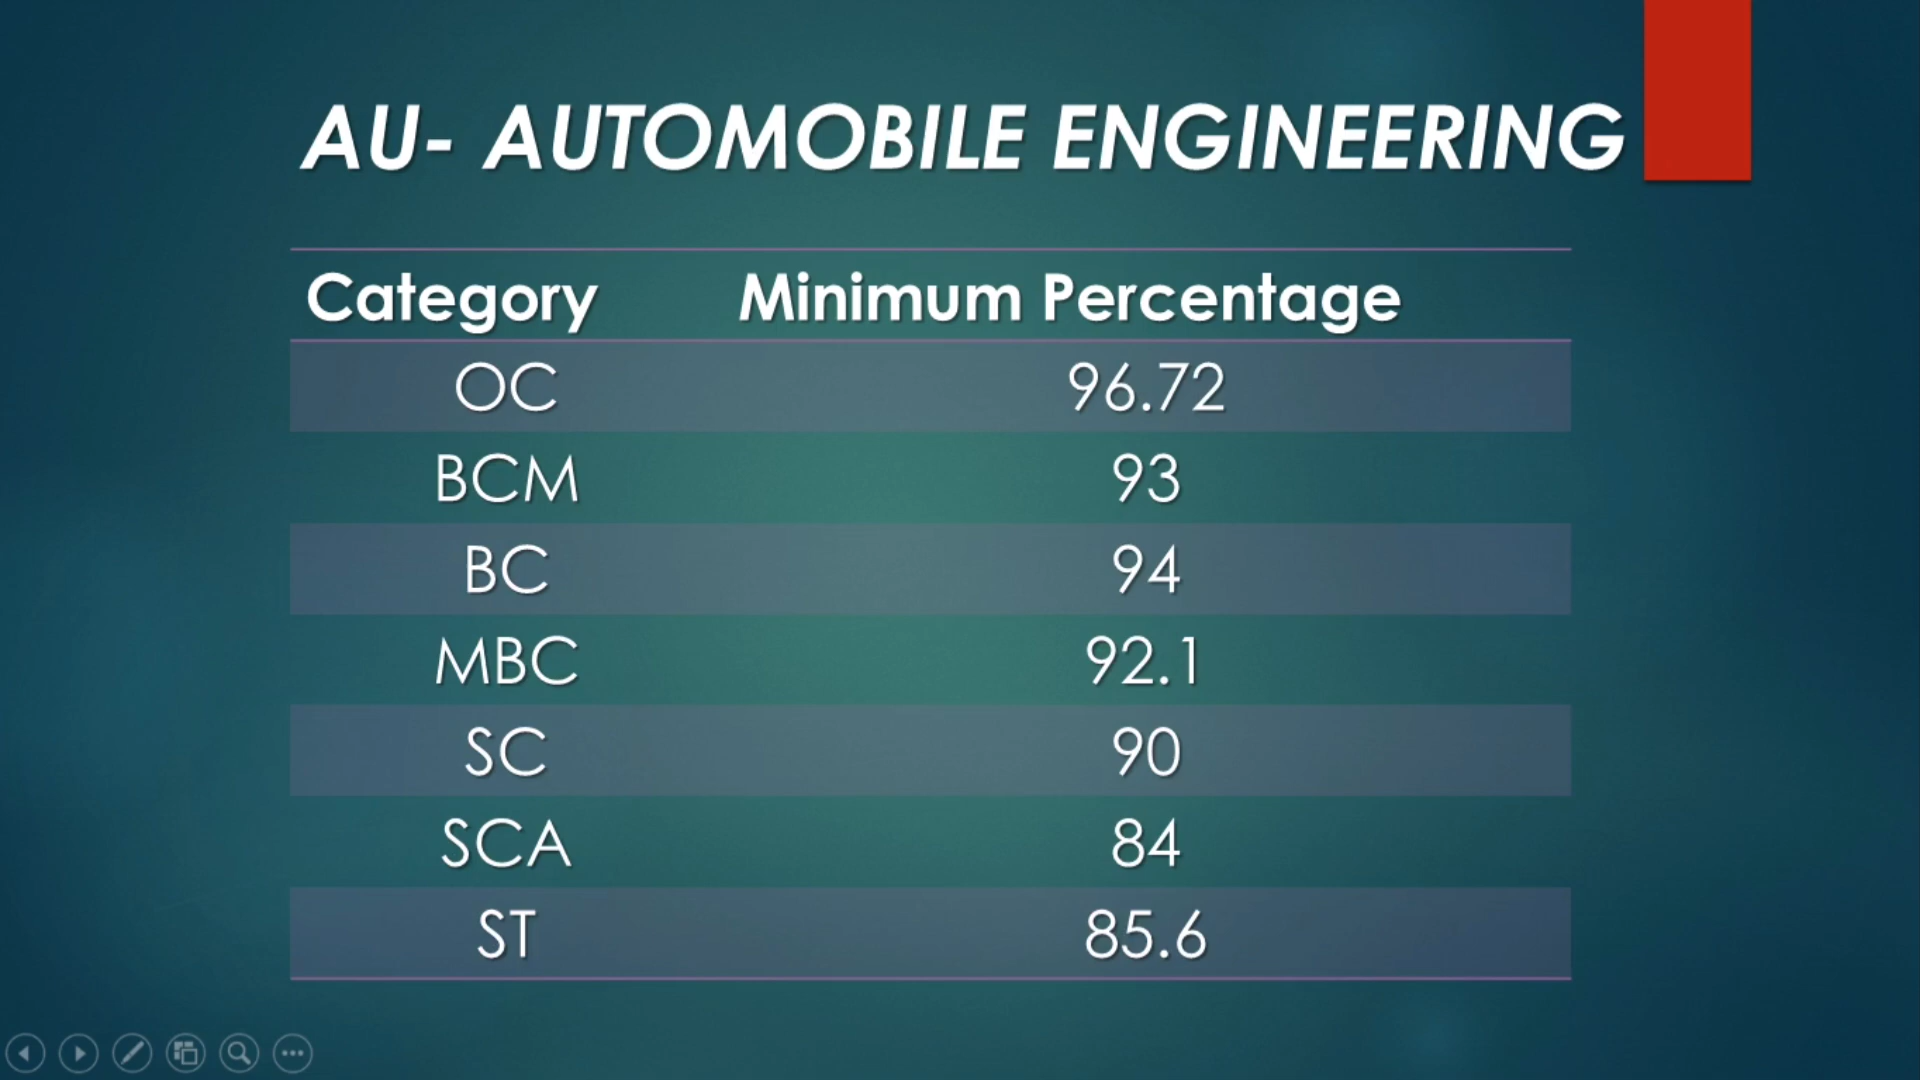 AU- AUTOMOBILE ENGINEERING
Category Minimum Percentage
OC 96.72
BCM 93
BC 94
MBC 92.1
SC 90
SCA 84
ST 85.6